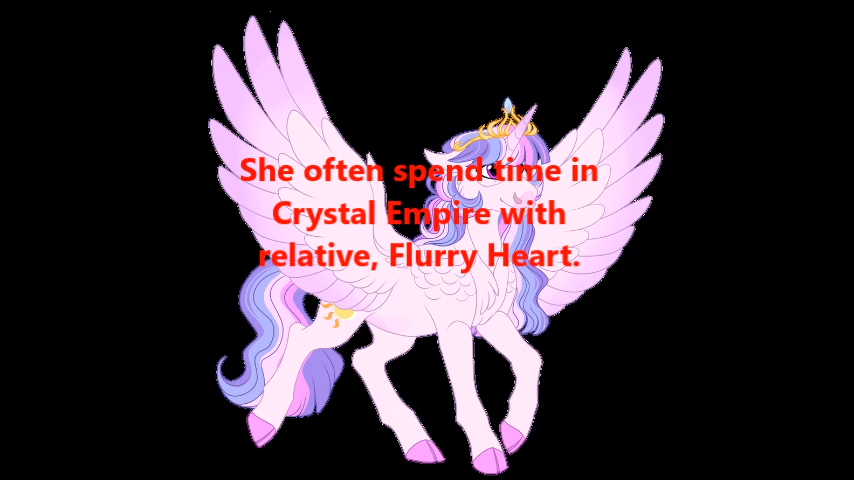 She often spend time in
Crystal Empire with
relative, Flurry Heart.